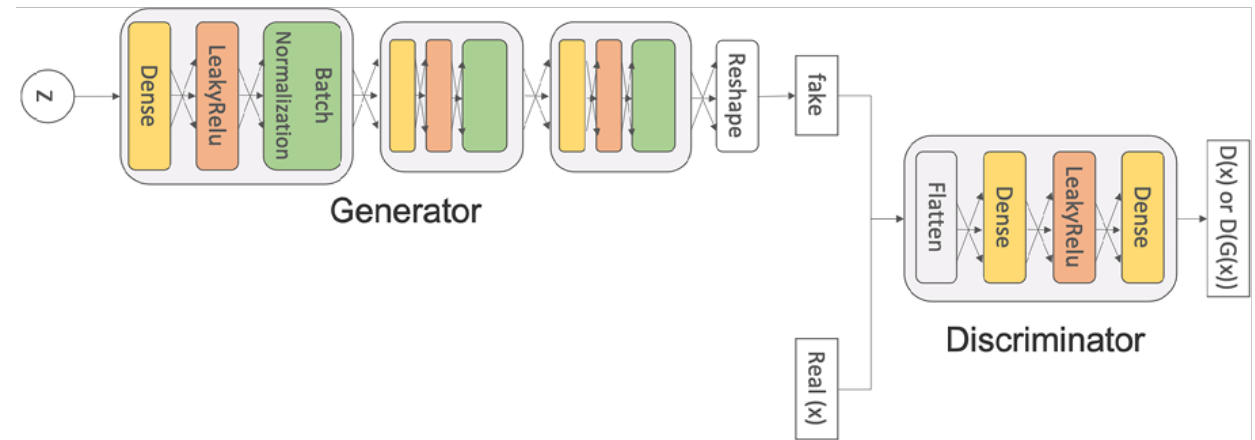 Z
Dense
LeakyRelu
Batch
Normalization
Generator
Reshape
fake
Real (x)
Flatten
Dense
LeakyRelu
Dense
Discriminator
D(x) or D(G(x))